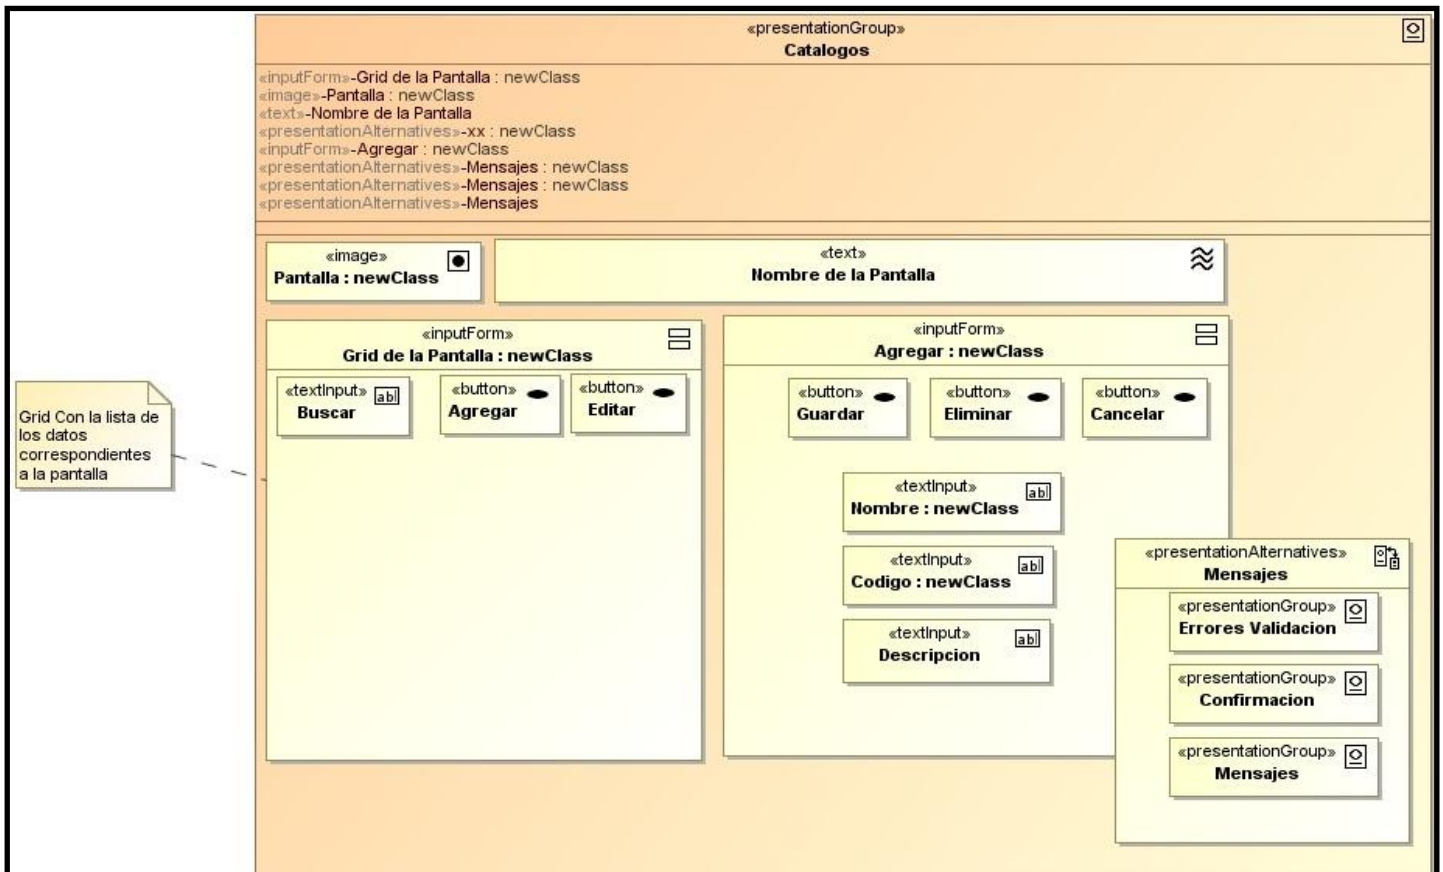 «presentationGroup»
Catalogos
«inputForm»-Grid de la Pantalla : newClass
«image»-Pantalla : newClass
«text»-Nombre de la Pantalla
«presentationAlternatives»-xx : newClass
«inputForm»-Agregar : newClass
«presentationAlternatives»-Mensajes : newClass
«presentationAlternatives»-Mensajes : newClass
«presentationAlternatives»-Mensajes
«image»
Pantalla : newClass
«text»
Nombre de la Pantalla
Grid Con la lista de
los datos
correspondientes
a la pantalla
«inputForm»
Grid de la Pantalla : newClass
«textInput»
abl
Buscar
«button»
Agregar
«button»
Editar
«inputForm»
Agregar : newClass
«button»
Guardar
«button»
Eliminar
«button»
Cancelar
«textInput»
abl
Nombre : newClass
«textInput»
abl
Codigo : newClass
«textInput»
abl
Descripcion
«presentationAlternatives»
Mensajes
«presentationGroup»
Errores Validacion
«presentationGroup»
Confirmacion
«presentationGroup»
Mensajes